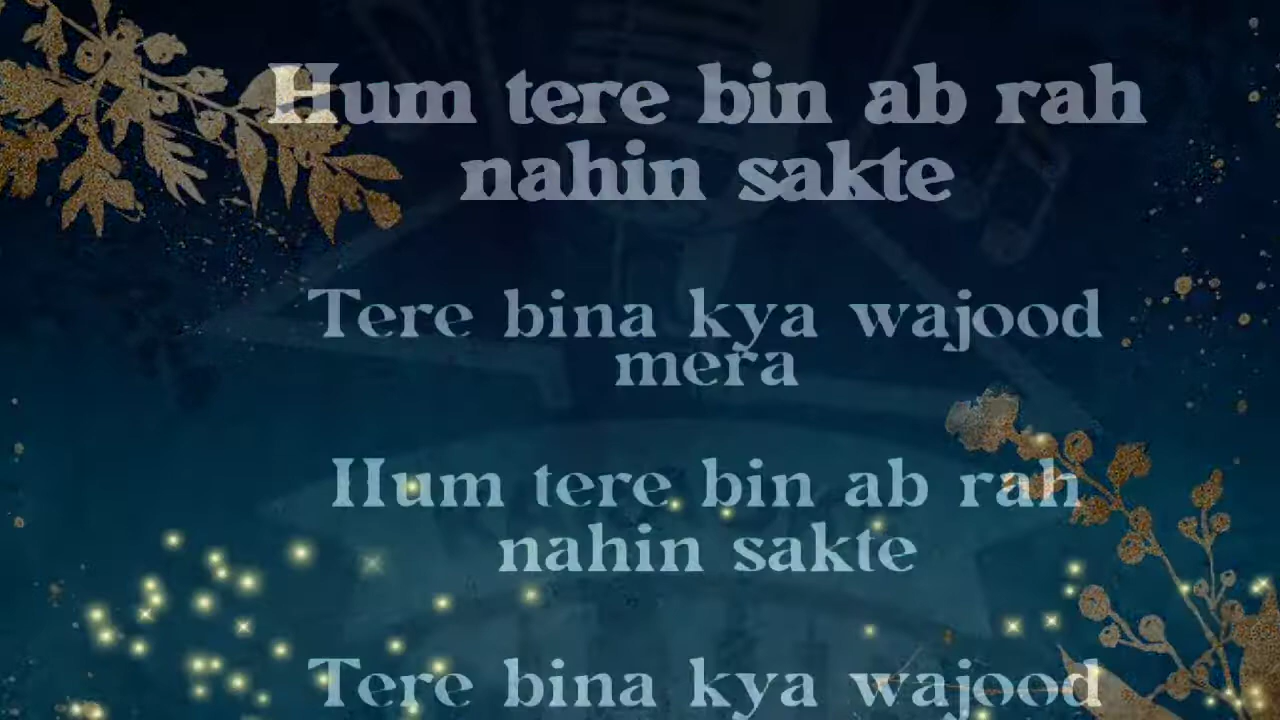 Hum tere bin ab rah
nahin sakte
Tere bina kya wajood
mera
Hum tere bin ab rah
nahin sakte
Tere bina kya wajood